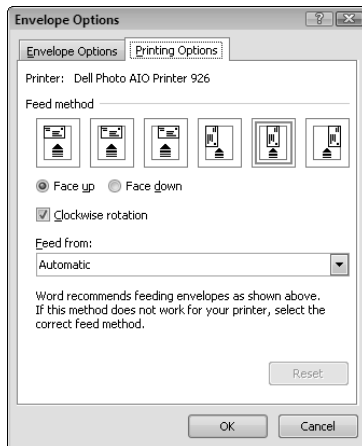 Envelope Options
Envelope Options
Printing Options
Printer: Dell Photo AIO Printer 926
Feed method
Face up
Face down
Clockwise rotation
Feed from:
Automatic
Word recommends feeding envelopes as shown above.
If this method does not work for your printer, select the
correct feed method.
Reset
OK
Cancel